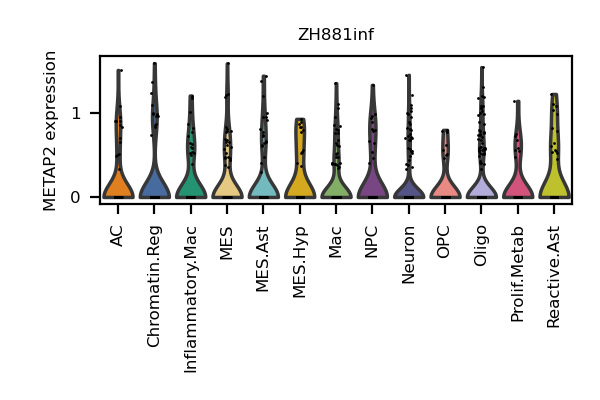 ZH881inf
METAP2 expression
1
0
AC
Chromatin.Reg
Inflammatory.Mac
MES
MES.Ast
MES.Hyp
Mac
NPC
Neuron
OPC
Oligo
Prolif.Metab
Reactive.Ast